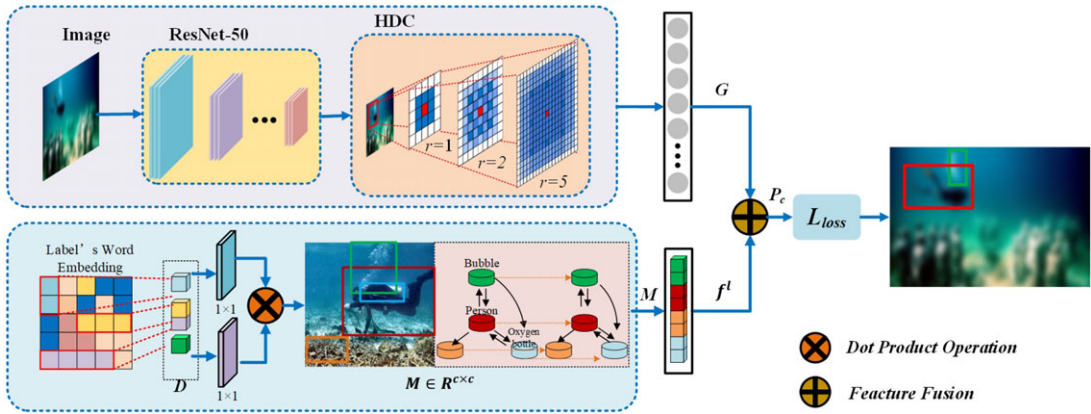 Image
ResNet-50
HDC
r=1
r=2
r=5
G
P_c
L_loss
Label's Word
Embedding
1×1
1×1
D
Bubble
Person
Oxygen
bottle
M ∈ R^{c×c}
M
f^l
Dot Product Operation
Feacture Fusion